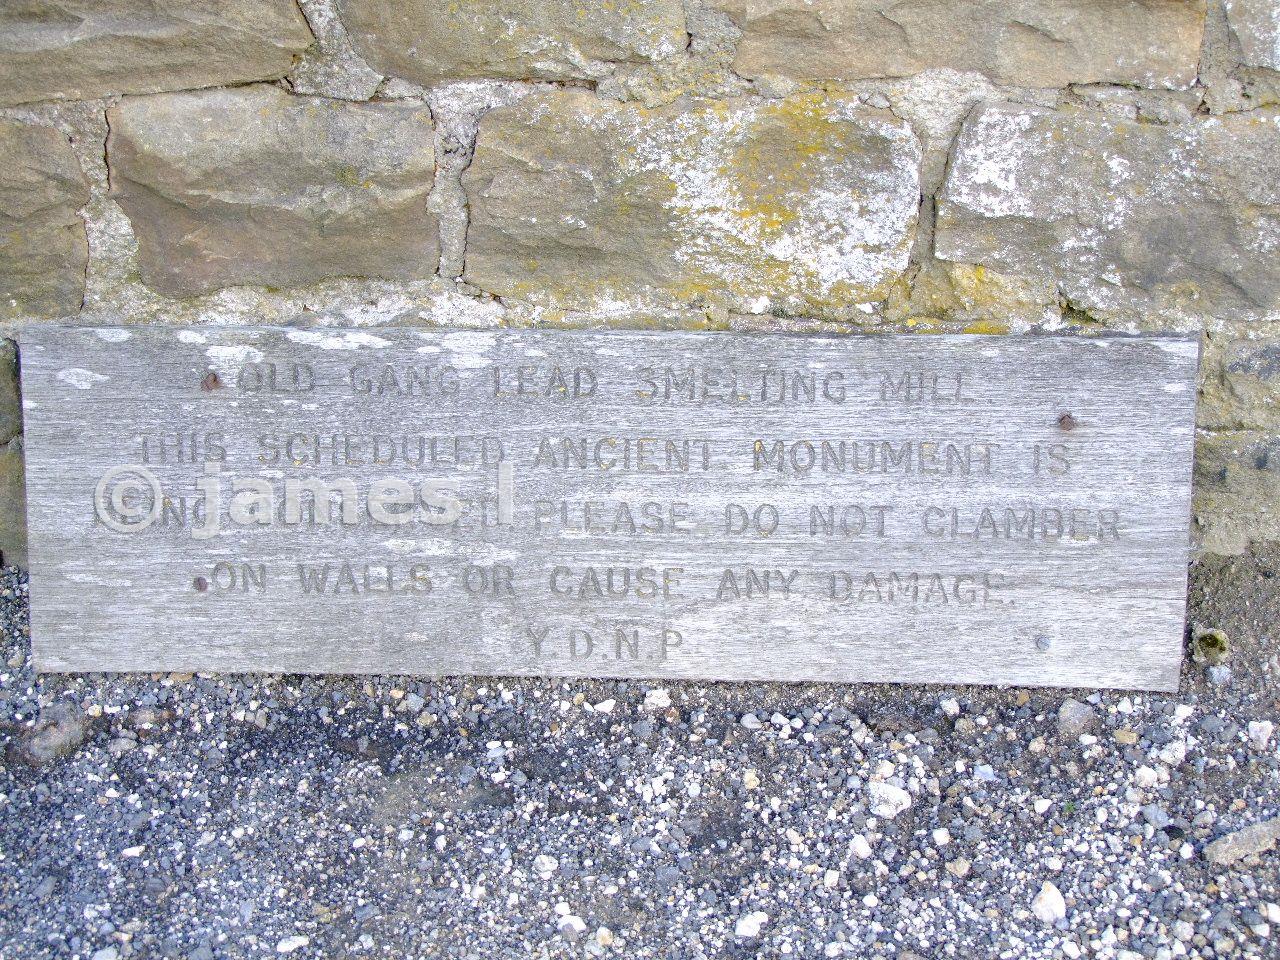 OLD GANG LEAD SMELTING MILL.
THIS SCHEDULED ANCIENT MONUMENT IS
PLEASE DO NOT CLAMBER
ON WALLS OR CAUSE ANY DAMAGE.
Y.D.N.P.
© james l